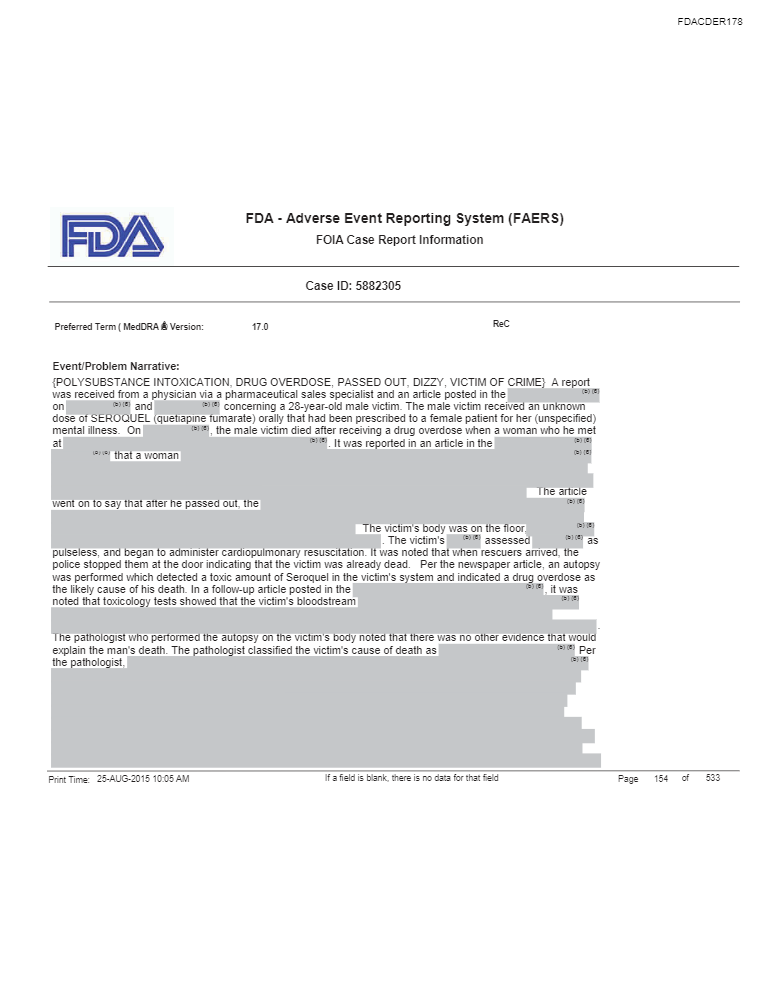 FDACDER178
FDA
FDA - Adverse Event Reporting System (FAERS)
FOIA Case Report Information
Case ID: 5882305
Preferred Term ( MedDRA ® Version: 17.0 ReC
Event/Problem Narrative:
{POLYSUBSTANCE INTOXICATION, DRUG OVERDOSE, PASSED OUT, DIZZY, VICTIM OF CRIME} A report
was received from a physician via a pharmaceutical sales specialist and an article posted in the (b) (6)
on (b) (6) and (b) (6) concerning a 28-year-old male victim. The male victim received an unknown
dose of SEROQUEL (quetiapine fumarate) orally that had been prescribed to a female patient for her (unspecified)
mental illness. On (b) (6), the male victim died after receiving a drug overdose when a woman who he met
at (b) (6). It was reported in an article in the (b) (6)
(b) (6) that a woman (b) (6)
The article
went on to say that after he passed out, the (b) (6)
The victim's body was on the floor, (b) (6)
. The victim's (b) (6) assessed (b) (6) as
pulseless, and began to administer cardiopulmonary resuscitation. It was noted that when rescuers arrived, the
police stopped them at the door indicating that the victim was already dead. Per the newspaper article, an autopsy
was performed which detected a toxic amount of Seroquel in the victim's system and indicated a drug overdose as
the likely cause of his death. In a follow-up article posted in the (b) (6), it was
noted that toxicology tests showed that the victim's bloodstream (b) (6)
.
The pathologist who performed the autopsy on the victim's body noted that there was no other evidence that would
explain the man's death. The pathologist classified the victim's cause of death as (b) (6) Per
the pathologist, (b) (6)
Print Time: 25-AUG-2015 10:05 AM If a field is blank, there is no data for that field Page 154 of 533